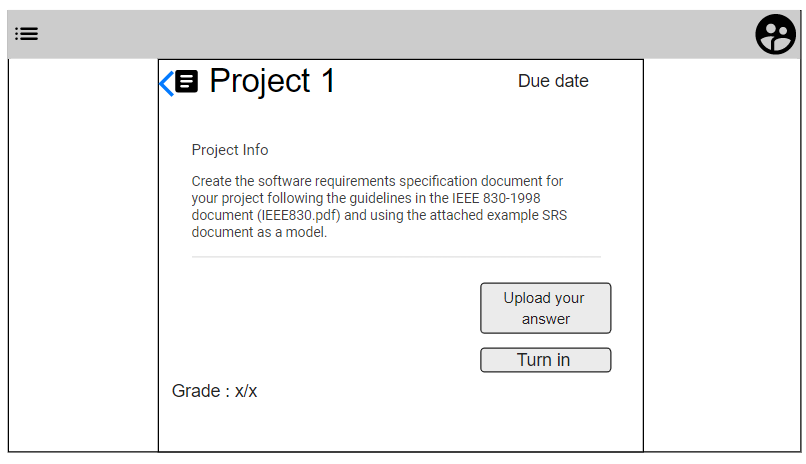 Project 1
Due date
Project Info
Create the software requirements specification document for
your project following the guidelines in the IEEE 830-1998
document (IEEE830.pdf) and using the attached example SRS
document as a model.
Upload your
answer
Turn in
Grade : x/x